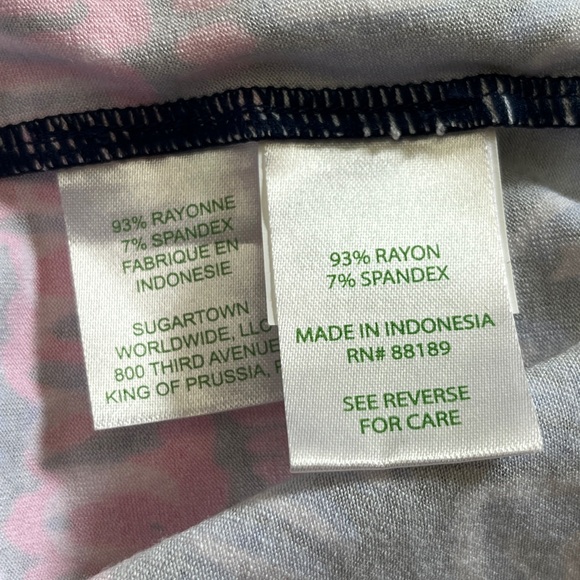 93% RAYONNE
7% SPANDEX
FABRIQUE EN
INDONESIE
SUGARTOWN
WORLDWIDE, LLC
800 THIRD AVENUE
KING OF PRUSSIA,
93% RAYON
7% SPANDEX
MADE IN INDONESIA
RN# 88189
SEE REVERSE
FOR CARE